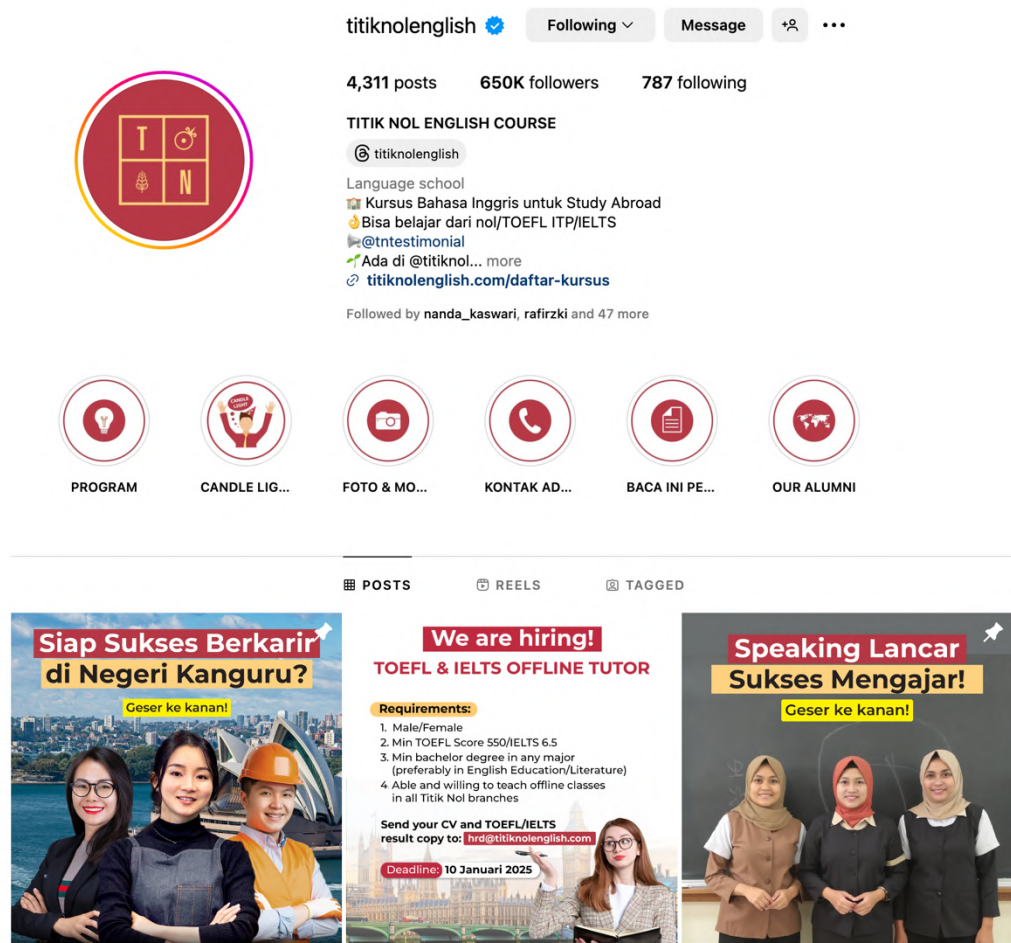 titiknolenglish
Following
Message
4,311 posts 650K followers 787 following
TITIK NOL ENGLISH COURSE
titiknolenglish
Language school
Kursus Bahasa Inggris untuk Study Abroad
Bisa belajar dari nol/TOEFL ITP/IELTS
@tntestimonial
Ada di @titiknol... more
titiknolenglish.com/daftar-kursus
Followed by nanda_kaswari, rafirzki and 47 more
T
N
CANDLE
LIGHT
PROGRAM
CANDLE LIG...
FOTO & MO...
KONTAK AD...
BACA INI PE...
OUR ALUMNI
POSTS
REELS
TAGGED
Siap Sukses Berkarir
di Negeri Kanguru?
Geser ke kanan!
We are hiring!
TOEFL & IELTS OFFLINE TUTOR
Requirements:
1. Male/Female
2. Min TOEFL Score 550/IELTS 6.5
3. Min bachelor degree in any major
(preferably in English Education/Literature)
4. Able and willing to teach offline classes
in all Titik Nol branches
Send your CV and TOEFL/IELTS
result copy to: hrd@titiknolenglish.com
Deadline: 10 Januari 2025
Speaking Lancar
Sukses Mengajar!
Geser ke kanan!